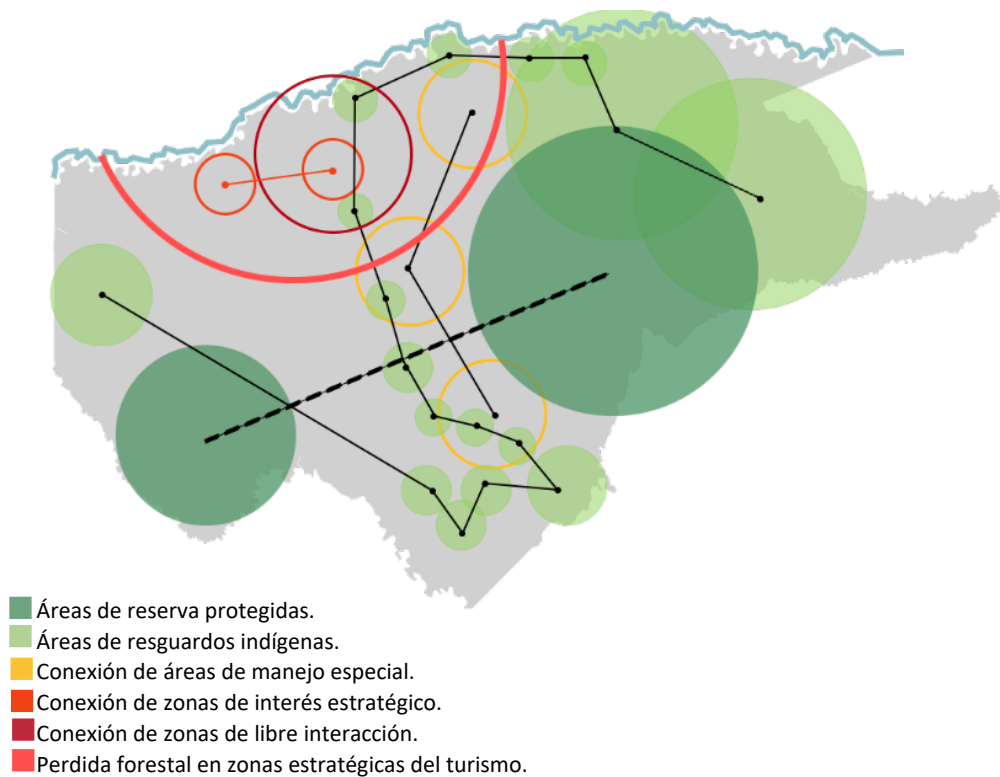 Áreas de reserva protegidas.
Áreas de resguardos indígenas.
Conexión de áreas de manejo especial.
Conexión de zonas de interés estratégico.
Conexión de zonas de libre interacción.
Perdida forestal en zonas estratégicas del turismo.